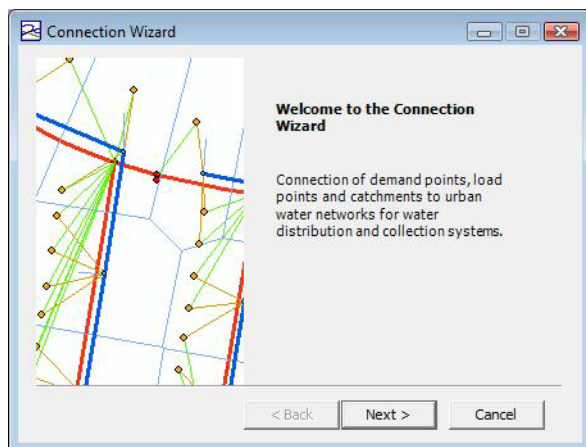 Connection Wizard
Welcome to the Connection
Wizard
Connection of demand points, load
points and catchments to urban
water networks for water
distribution and collection systems.
< Back
Next >
Cancel